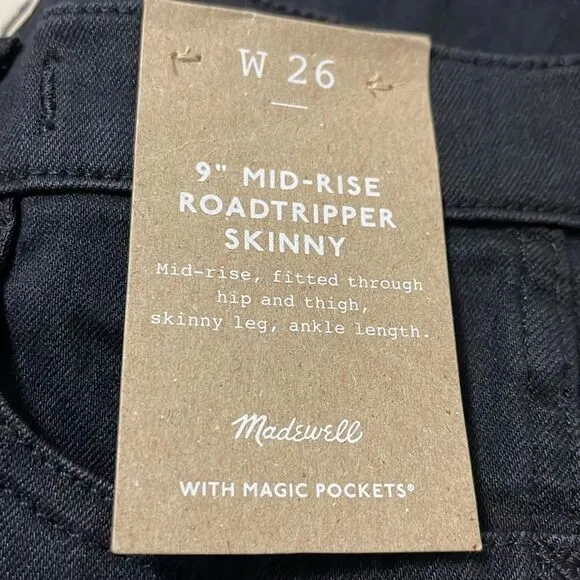 W 26
9" MID-RISE
ROADTRIPPER
SKINNY
Mid-rise, fitted through
hip and thigh,
skinny leg, ankle length.
Madewell
WITH MAGIC POCKETS®